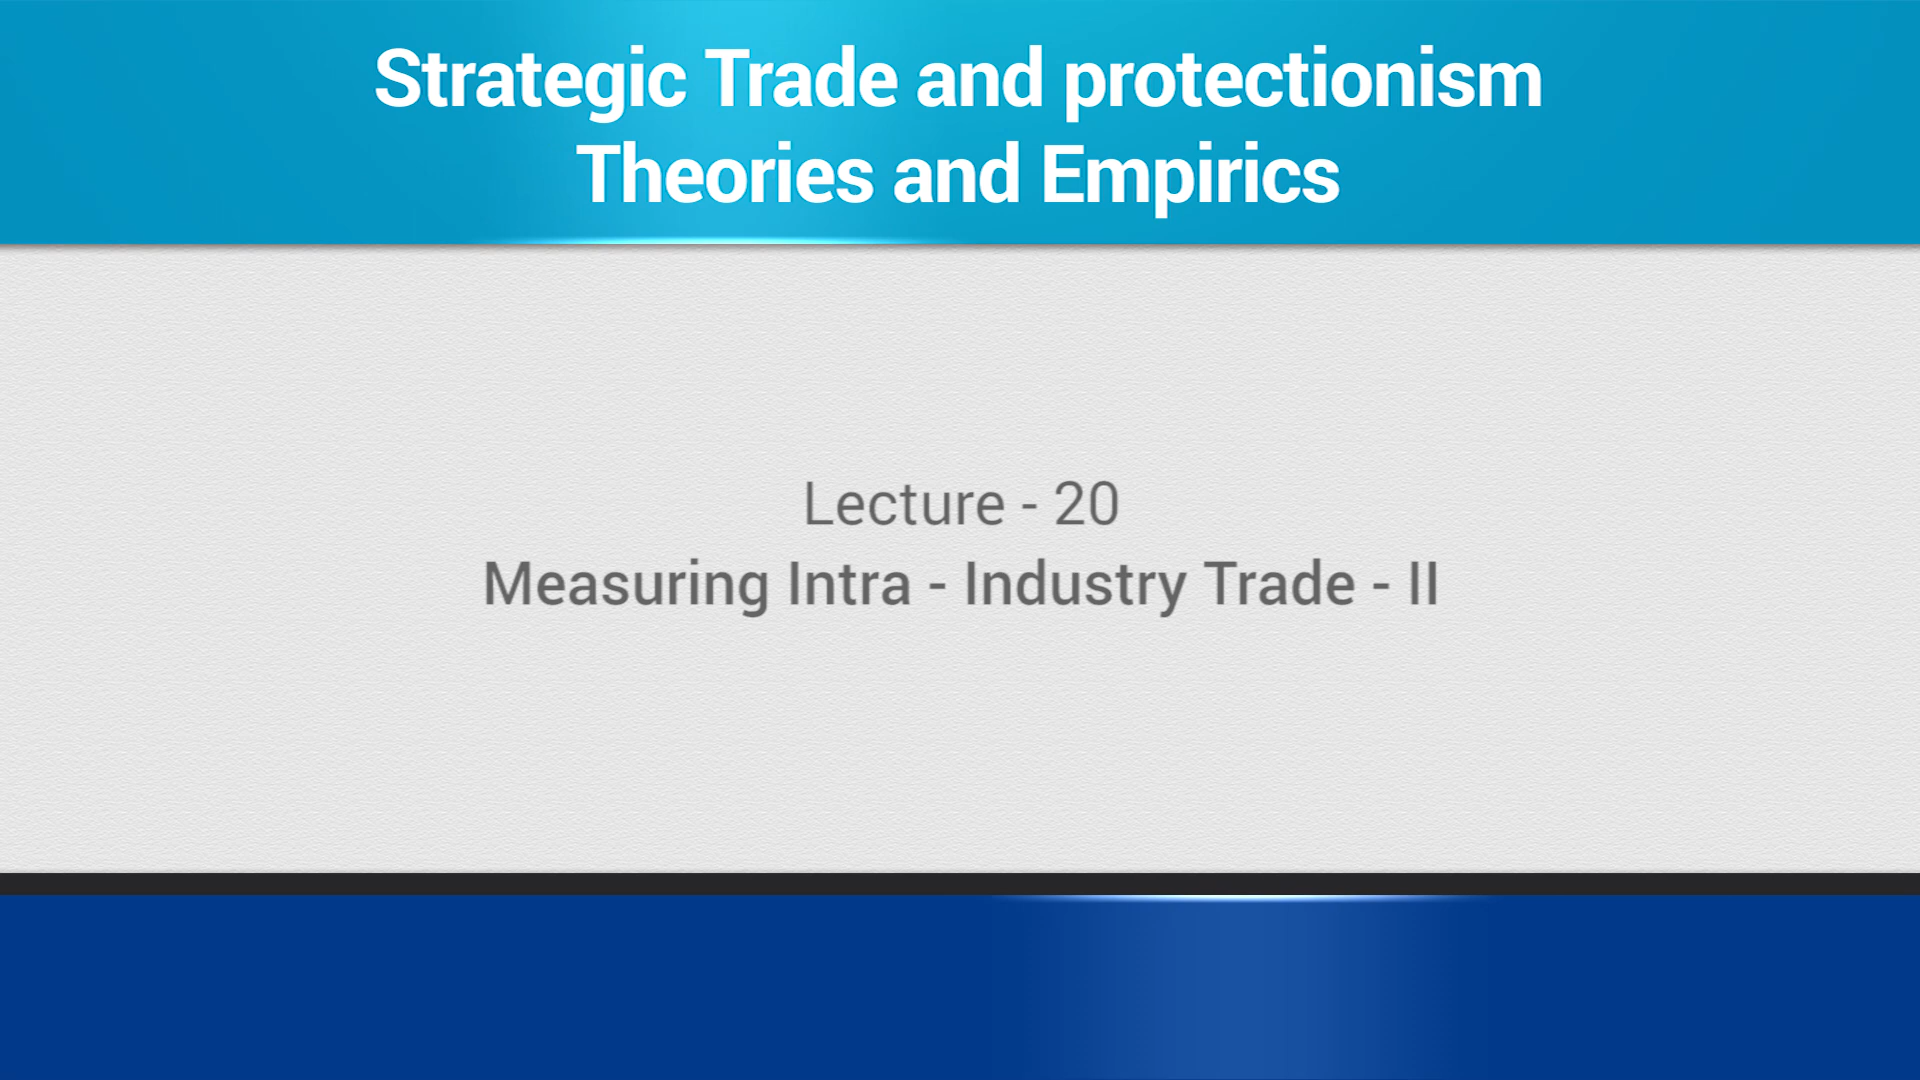 Strategic Trade and protectionism
Theories and Empirics
Lecture - 20
Measuring Intra - Industry Trade - II